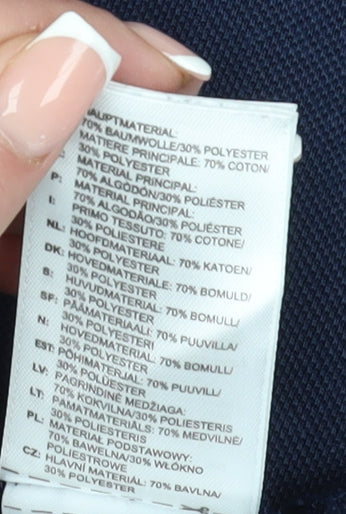 HAUPTMATERIAL:
70% BAUMWOLLE/30% POLYESTER
MATIERE PRINCIPALE: 70% COTON/
30% POLYESTER
MATERIAL PRINCIPAL:
P: 70% ALGODÓN/30% POLIÉSTER
MATERIAL PRINCIPAL:
I: 70% ALGODÃO/30% POLIÉSTER
PRIMO TESSUTO: 70% COTONE/
NL: 30% POLIESTERE
HOOFDMATERIAAL: 70% KATOEN/
DK: 30% POLYESTER
HOVEDMATERIALE: 70% BOMULD/
S: 30% POLYESTER
HUVUDMATERIAL: 70% BOMULL/
SF: 30% POLYESTER
PÄÄMATERIAALI: 70% PUUVILLA/
N: 30% POLYESTERI
HOVEDMATERIAL: 70% BOMULL/
EST: 30% POLYESTER
PÕHIMATERJAL: 70% PUUVILL/
LV: 30% POLÜESTER
PAGRINDINĖ MEDŽIAGA:
LT: 70% KOKVILNA/30% POLIESTERIS
PAMATMATERIĀLS: 70% MEDVILNĖ/
PL: 30% POLIESTERIS
MATERIAŁ PODSTAWOWY:
70% BAWEŁNA/30% WŁÓKNO
CZ: POLIESTROWE
HLAVNÍ MATERIÁL: 70% BAVLNA/
30% POLYESTER